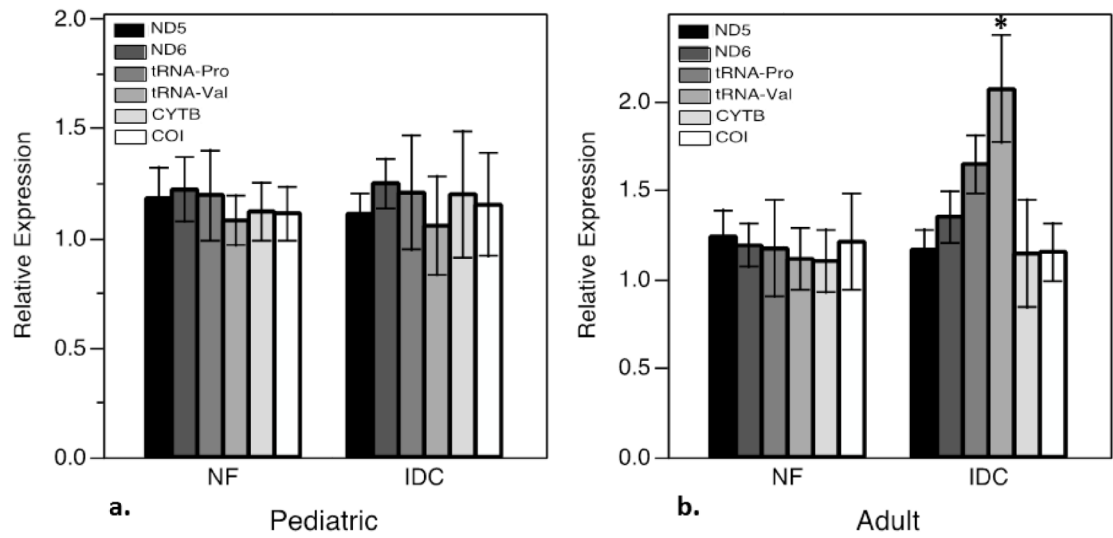 2.0
1.5
1.0
0.5
0.0
Relative Expression
ND5
ND6
tRNA-Pro
tRNA-Val
CYTB
COI
NF
IDC
a.
Pediatric
2.0
1.5
1.0
0.5
0.0
Relative Expression
ND5
ND6
tRNA-Pro
tRNA-Val
CYTB
COI
*
NF
IDC
b.
Adult